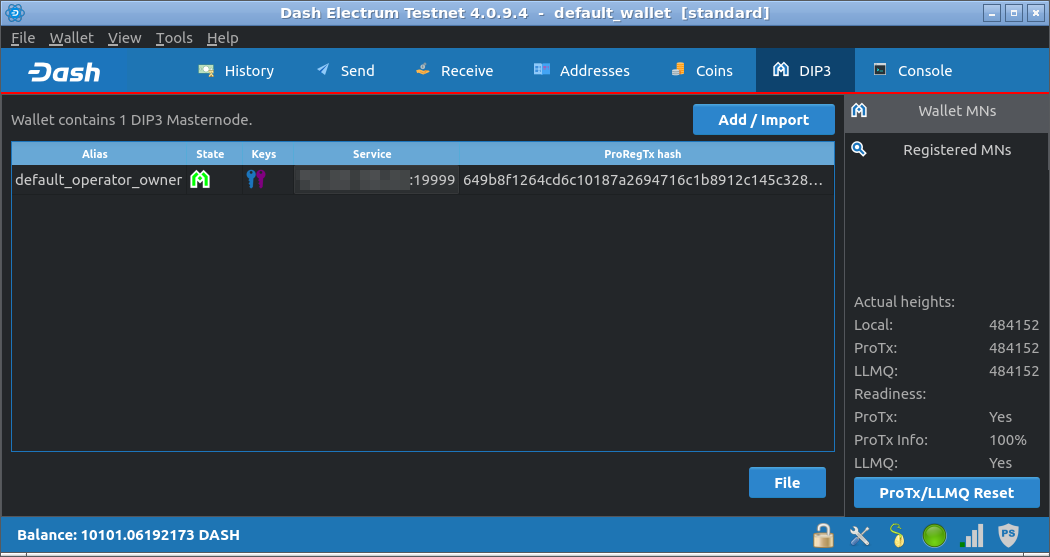 Dash Electrum Testnet 4.0.9.4 - default_wallet [standard]
File Wallet View Tools Help
Dash History Send Receive Addresses Coins DIP3 Console
Wallet contains 1 DIP3 Masternode.
Add / Import
Alias State Keys Service ProRegTx hash
default_operator_owner :19999 649b8f1264cd6c10187a2694716c1b8912c145c328...
File
Wallet MNs
Registered MNs
Actual heights:
Local: 484152
ProTx: 484152
LLMQ: 484152
Readiness:
ProTx: Yes
ProTx Info: 100%
LLMQ: Yes
ProTx/LLMQ Reset
Balance: 10101.06192173 DASH
PS